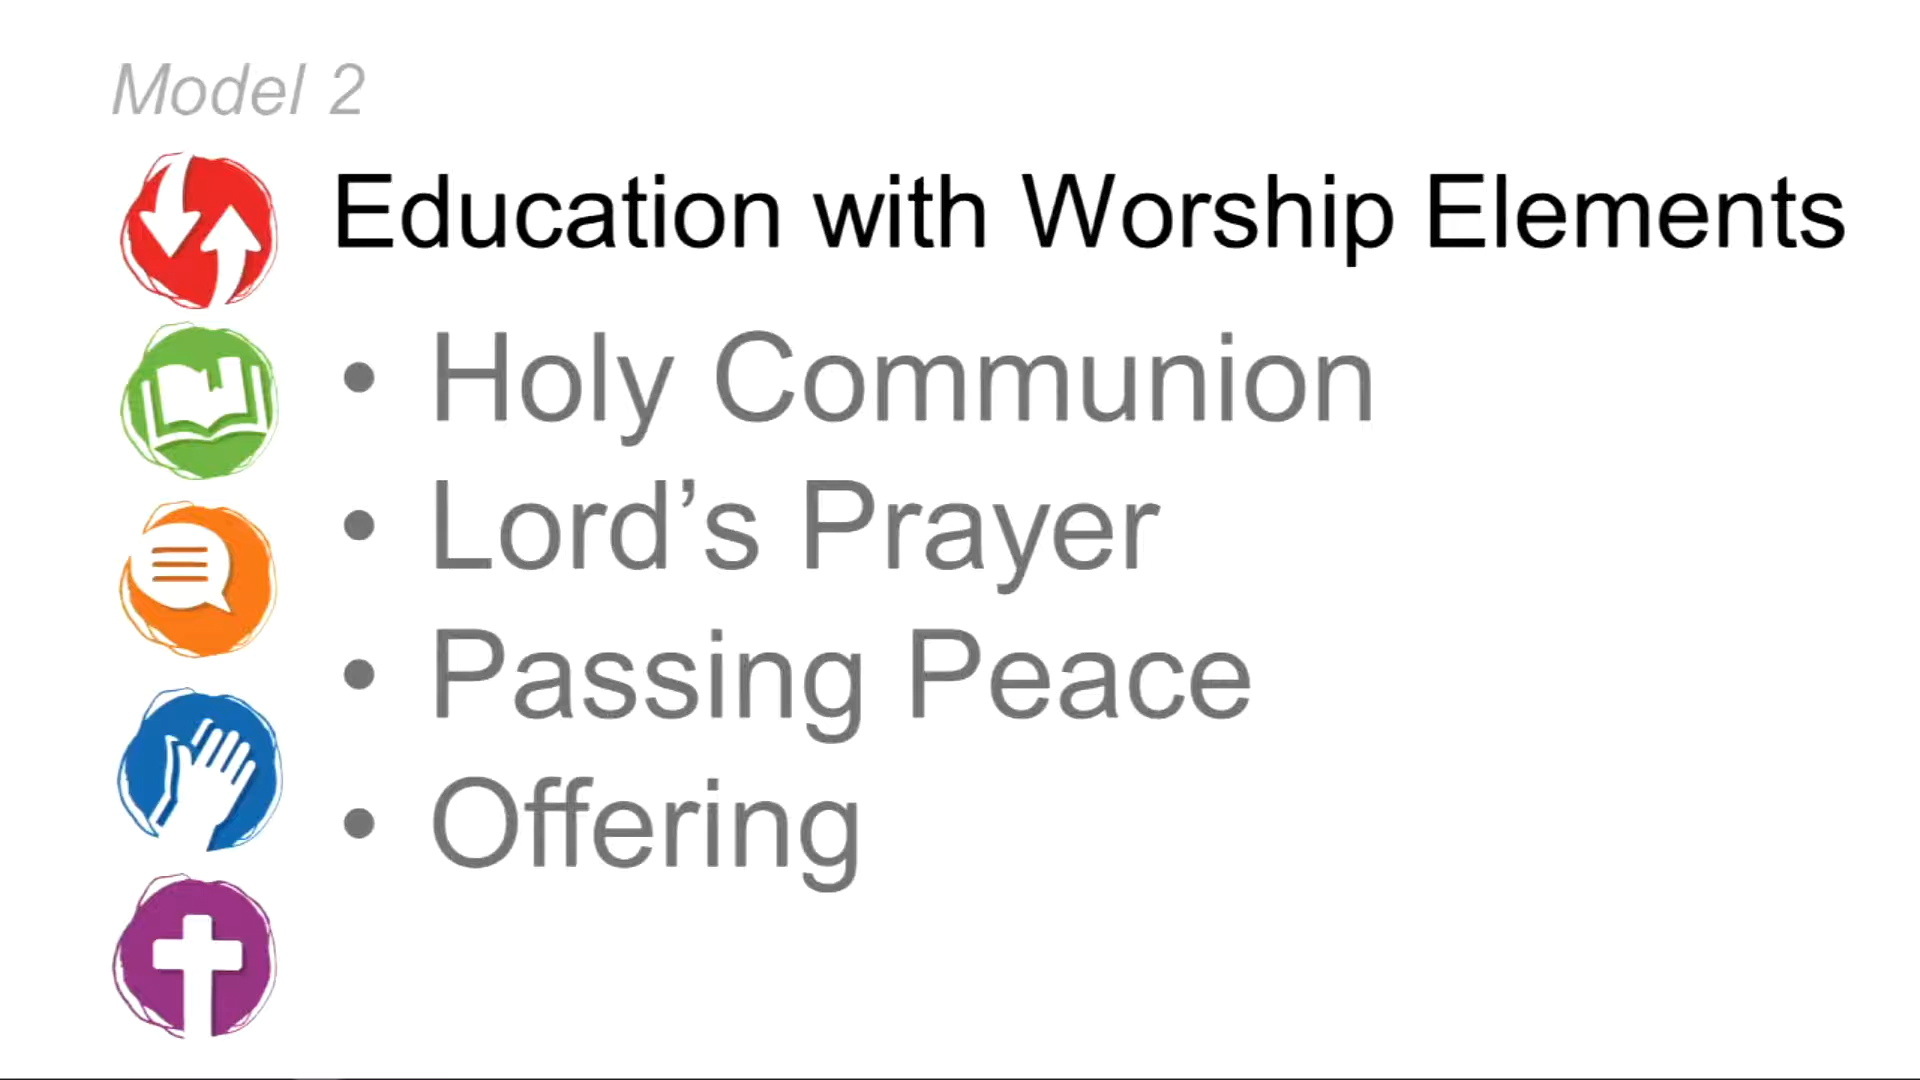 Model 2
Education with Worship Elements
• Holy Communion
• Lord’s Prayer
• Passing Peace
• Offering